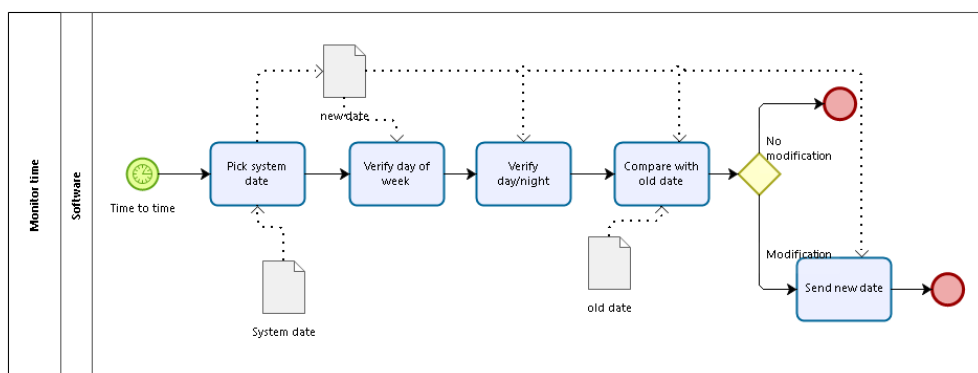 Monitor time
Software
Time to time
Pick system
date
new date
Verify day of
week
Verify
day/night
Compare with
old date
No
modification
Modification
Send new date
System date
old date